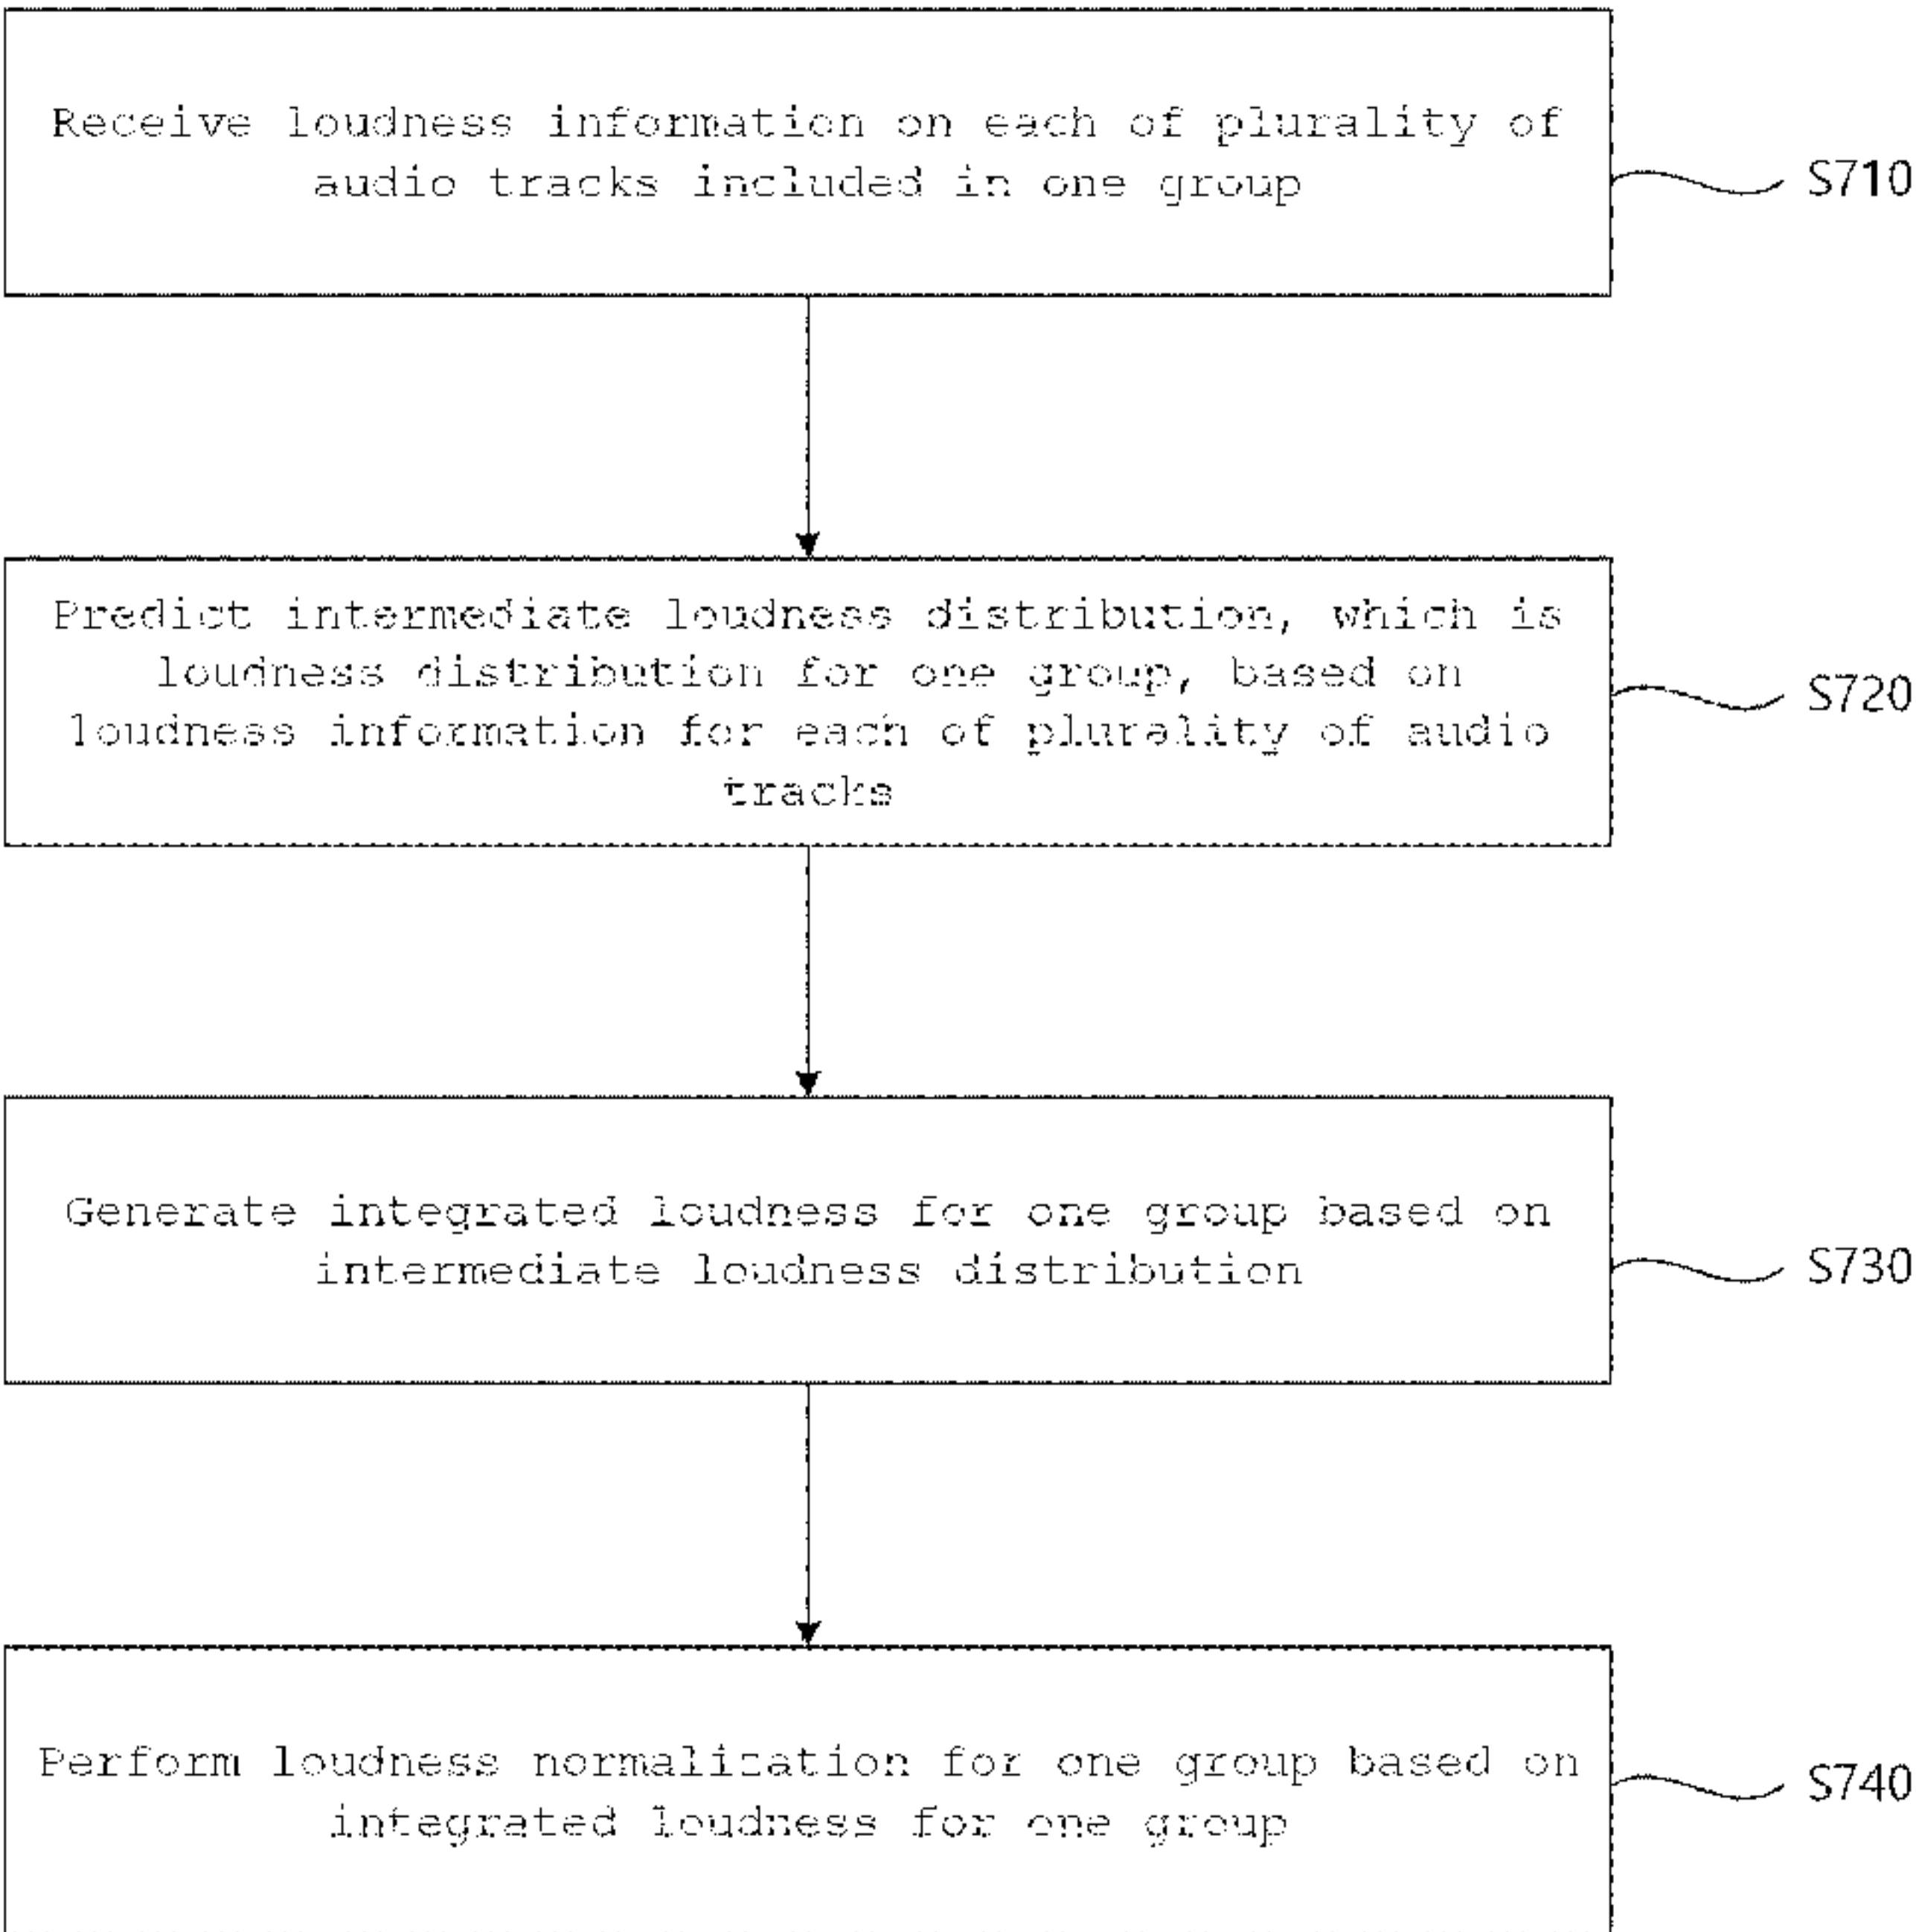 Receive loudness information on each of plurality of
audio tracks included in one group
S710
Predict intermediate loudness distribution, which is
loudness distribution for one group, based on
loudness information for each of plurality of audio
tracks
S720
Generate integrated loudness for one group based on
intermediate loudness distribution
S730
Perform loudness normalization for one group based on
integrated loudness for one group
S740